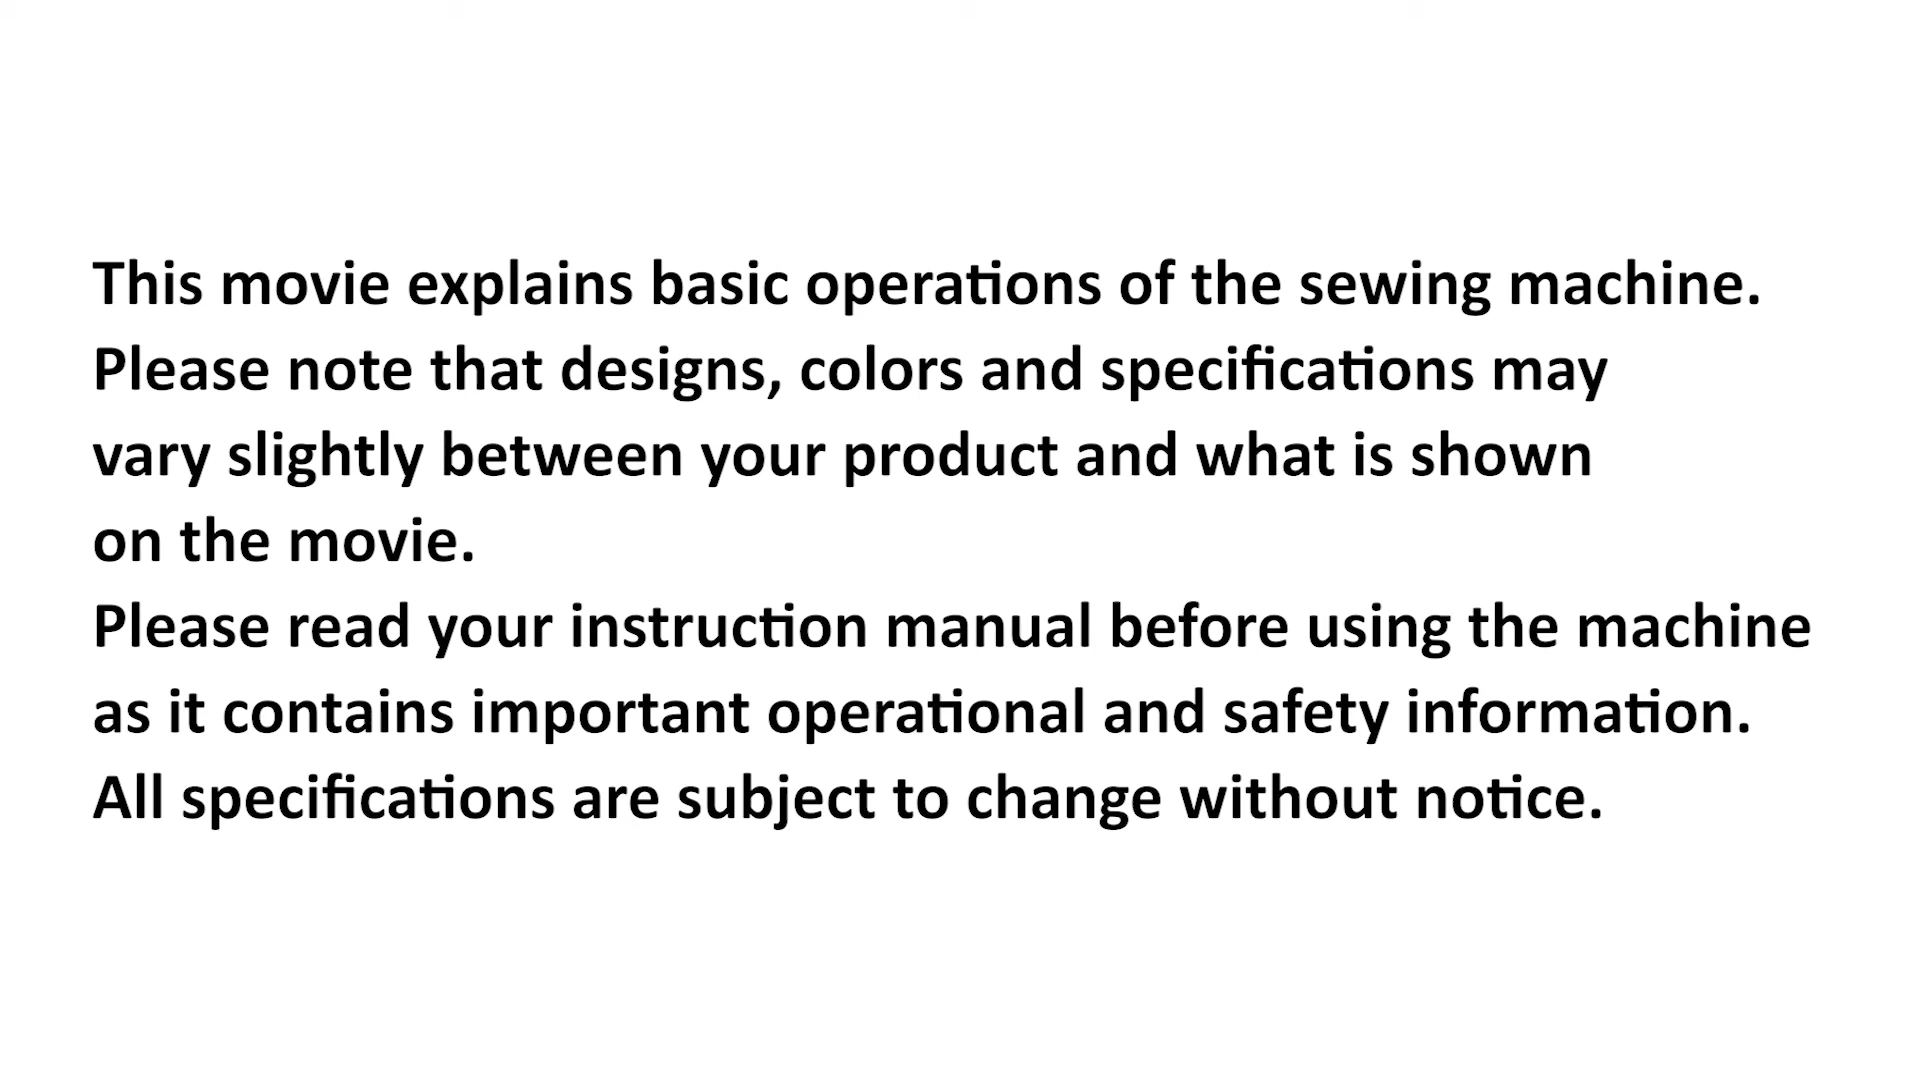 This movie explains basic operations of the sewing machine.
Please note that designs, colors and specifications may
vary slightly between your product and what is shown
on the movie.
Please read your instruction manual before using the machine
as it contains important operational and safety information.
All specifications are subject to change without notice.